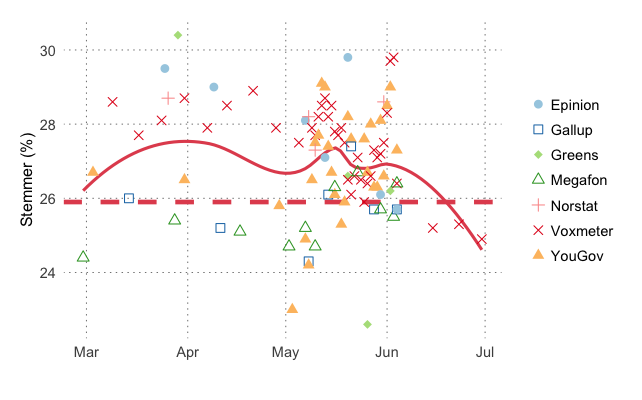 Stemmer (%)
30
28
26
24
Mar
Apr
May
Jun
Jul
Epinion
Gallup
Greens
Megafon
Norstat
Voxmeter
YouGov